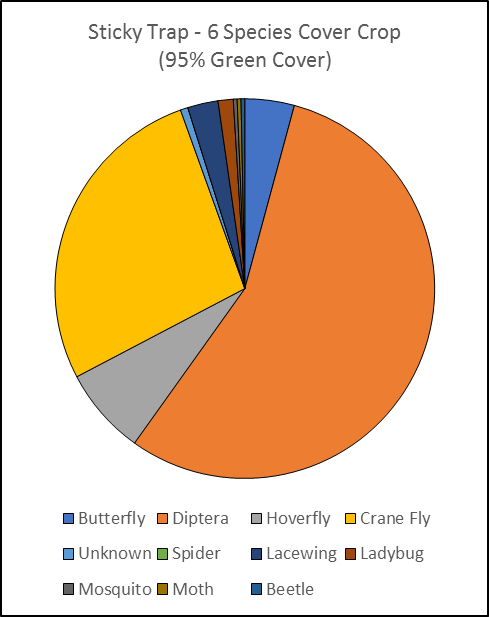 Sticky Trap - 6 Species Cover Crop
(95% Green Cover)
Butterfly Diptera Hoverfly Crane Fly
Unknown Spider Lacewing Ladybug
Mosquito Moth Beetle